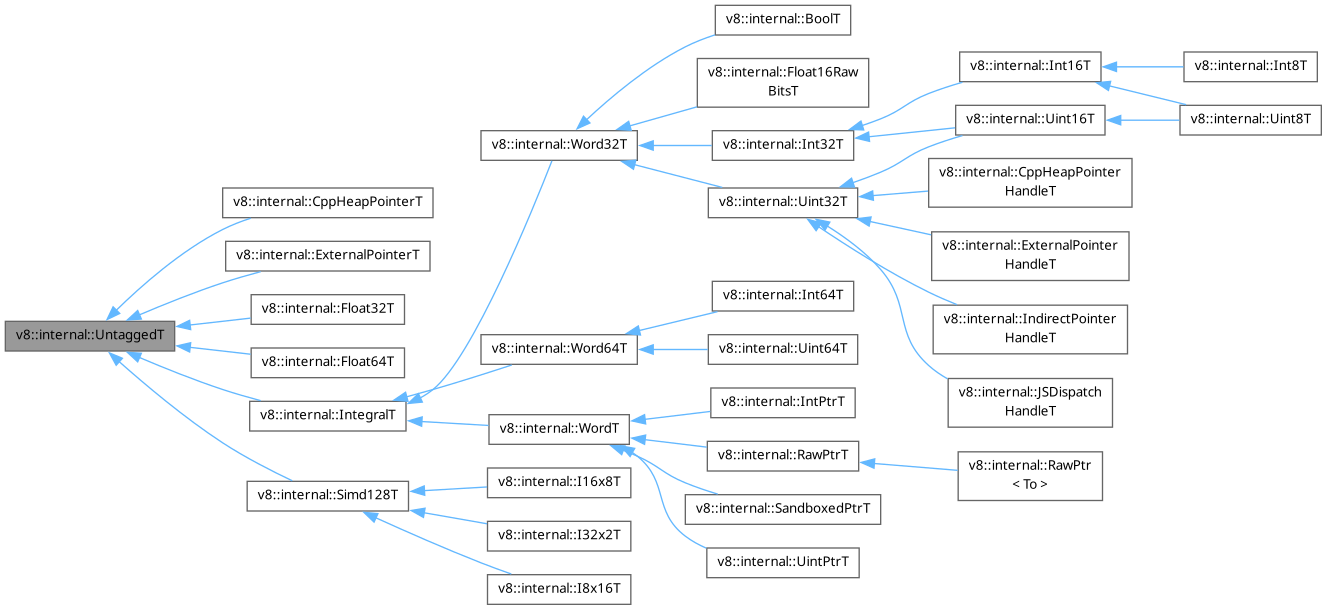 v8::internal::UntaggedT
v8::internal::CppHeapPointerT
v8::internal::ExternalPointerT
v8::internal::Float32T
v8::internal::Float64T
v8::internal::IntegralT
v8::internal::Simd128T
v8::internal::Word32T
v8::internal::Word64T
v8::internal::WordT
v8::internal::I16x8T
v8::internal::I32x2T
v8::internal::I8x16T
v8::internal::BoolT
v8::internal::Float16Raw
BitsT
v8::internal::Int32T
v8::internal::Uint32T
v8::internal::Int64T
v8::internal::Uint64T
v8::internal::IntPtrT
v8::internal::RawPtrT
v8::internal::SandboxedPtrT
v8::internal::UintPtrT
v8::internal::Int16T
v8::internal::Uint16T
v8::internal::CppHeapPointer
HandleT
v8::internal::ExternalPointer
HandleT
v8::internal::IndirectPointer
HandleT
v8::internal::JSDispatch
HandleT
v8::internal::RawPtr
< To >
v8::internal::Int8T
v8::internal::Uint8T